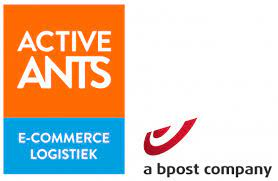 ACTIVE
ANTS
E-COMMERCE
LOGISTIEK
a bpost company